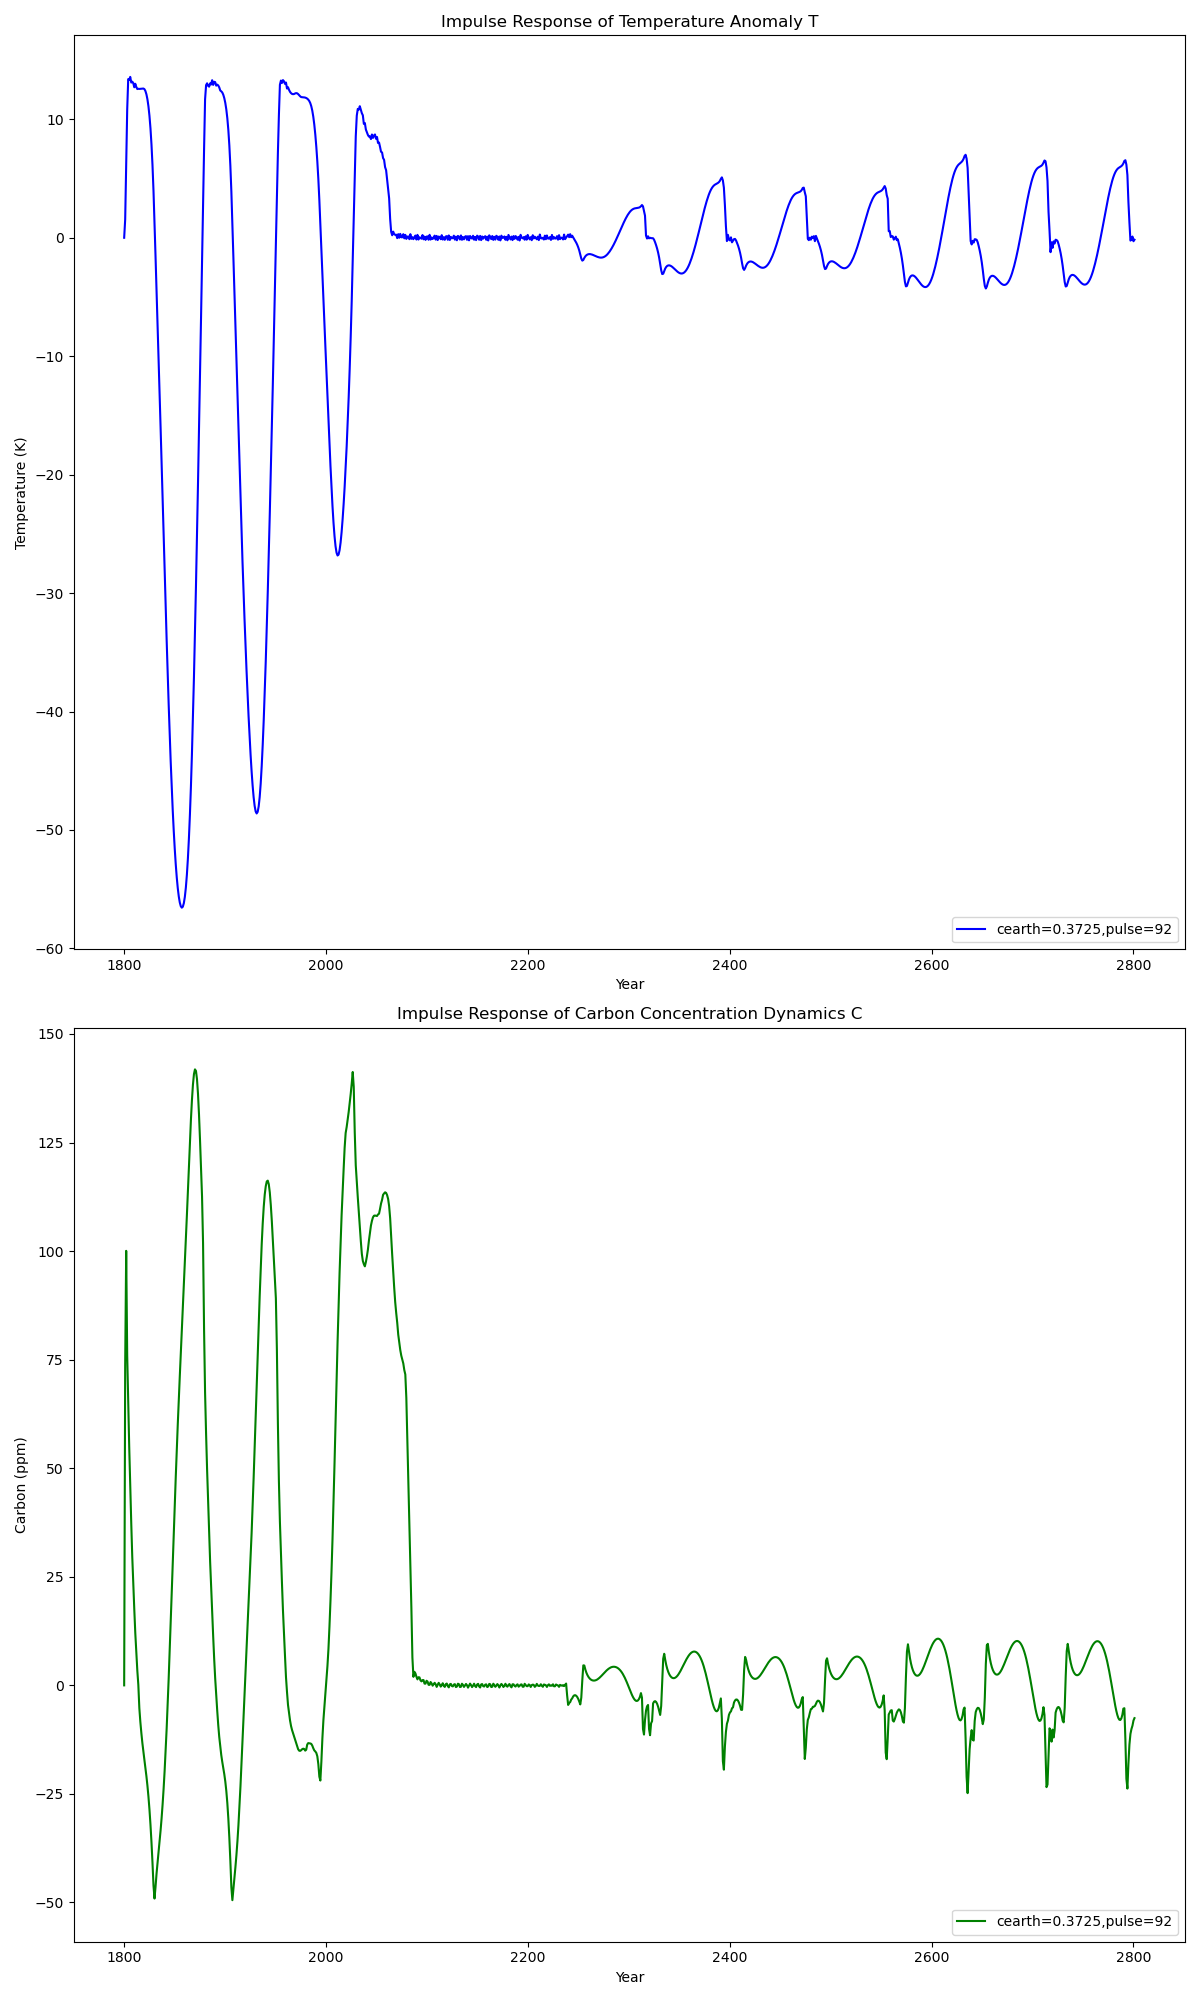 Impulse Response of Temperature Anomaly T
10
0
−10
−20
−30
−40
−50
−60
Temperature (K)
cearth=0.3725,pulse=92
1800 2000 2200 2400 2600 2800
Year
Impulse Response of Carbon Concentration Dynamics C
150
125
100
75
50
25
0
−25
−50
Carbon (ppm)
cearth=0.3725,pulse=92
1800 2000 2200 2400 2600 2800
Year